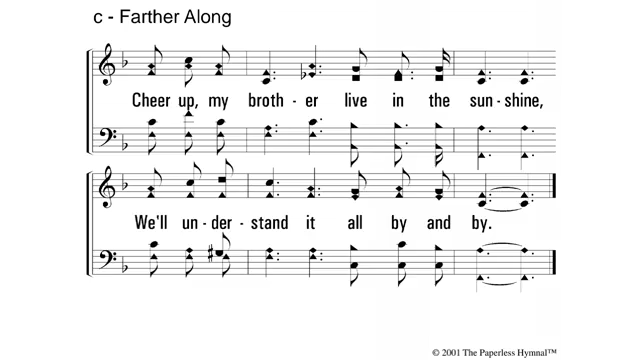 c - Farther Along
Cheer up, my broth - er live in the sun - shine,
We'll un - der - stand it all by and by.
© 2001 The Paperless Hymnal™